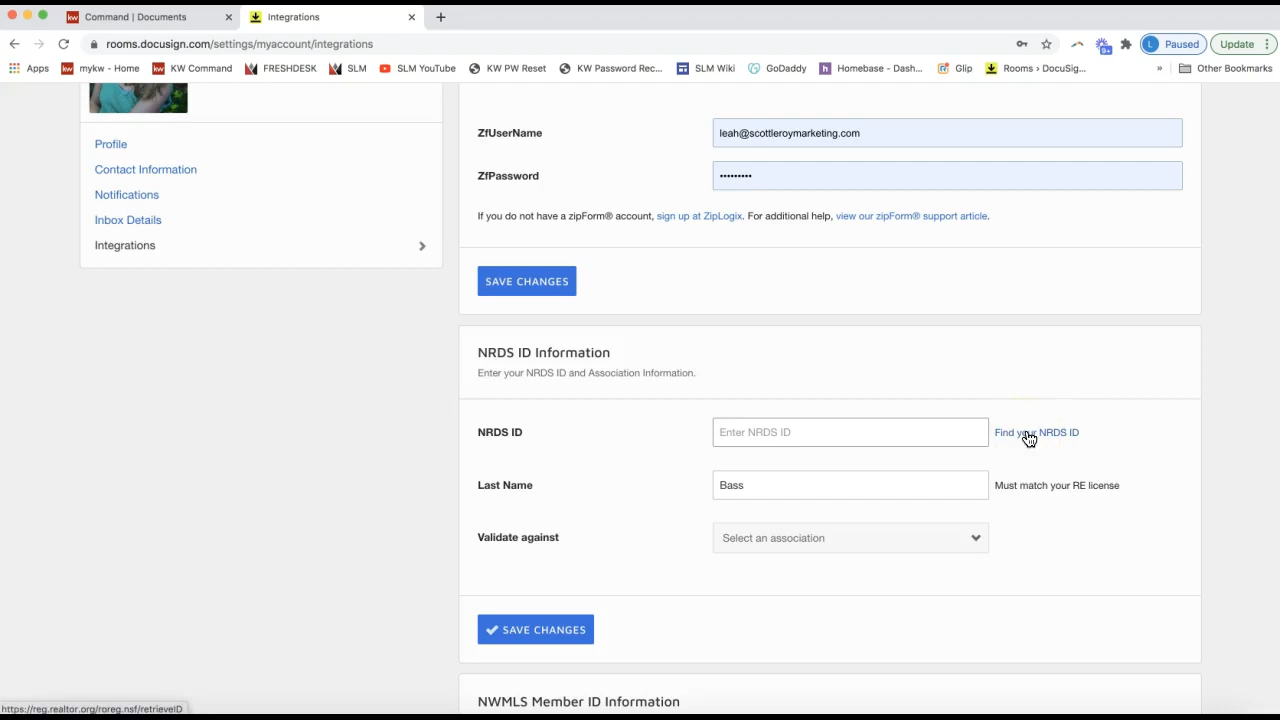 Command | Documents
Integrations
rooms.docusign.com/settings/myaccount/integrations
9+
L Paused
Update
Apps
mykw - Home
KW Command
FRESHDESK
SLM
SLM YouTube
KW PW Reset
KW Password Rec...
SLM Wiki
GoDaddy
Homebase - Dash...
Glip
Rooms › DocuSig...
»
Other Bookmarks
Profile
Contact Information
Notifications
Inbox Details
Integrations
ZfUserName
leah@scottleroymarketing.com
ZfPassword
•••••••••
If you do not have a zipForm® account, sign up at ZipLogix. For additional help, view our zipForm® support article.
SAVE CHANGES
NRDS ID Information
Enter your NRDS ID and Association Information.
NRDS ID
Enter NRDS ID
Find your NRDS ID
Last Name
Bass
Must match your RE license
Validate against
Select an association
SAVE CHANGES
NWMLS Member ID Information
https://reg.realtor.org/roreg.nsf/retrieveID